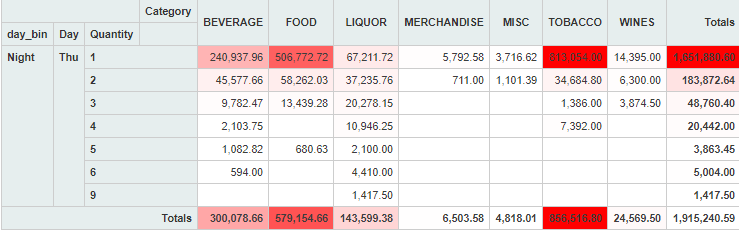 Category
BEVERAGE FOOD LIQUOR MERCHANDISE MISC TOBACCO WINES Totals
day_bin Day Quantity
Night Thu 1 240,937.96 506,772.72 67,211.72 5,792.58 3,716.62 813,054.00 14,395.00 1,651,880.60
2 45,577.66 58,262.03 37,235.76 711.00 1,101.39 34,684.80 6,300.00 183,872.64
3 9,782.47 13,439.28 20,278.15 1,386.00 3,874.50 48,760.40
4 2,103.75 10,946.25 7,392.00 20,442.00
5 1,082.82 680.63 2,100.00 3,863.45
6 594.00 4,410.00 5,004.00
9 1,417.50 1,417.50
Totals 300,078.66 579,154.66 143,599.38 6,503.58 4,818.01 856,516.80 24,569.50 1,915,240.59